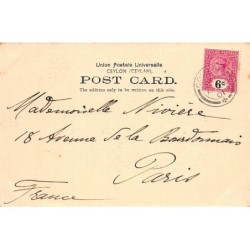 Union Postale Universelle
CEYLON (CEYLAN).
POST CARD.
The address only to be written on this side.
6c
Mademoiselle Nivière
18 Avenue de la Bourdonnais
Paris
France